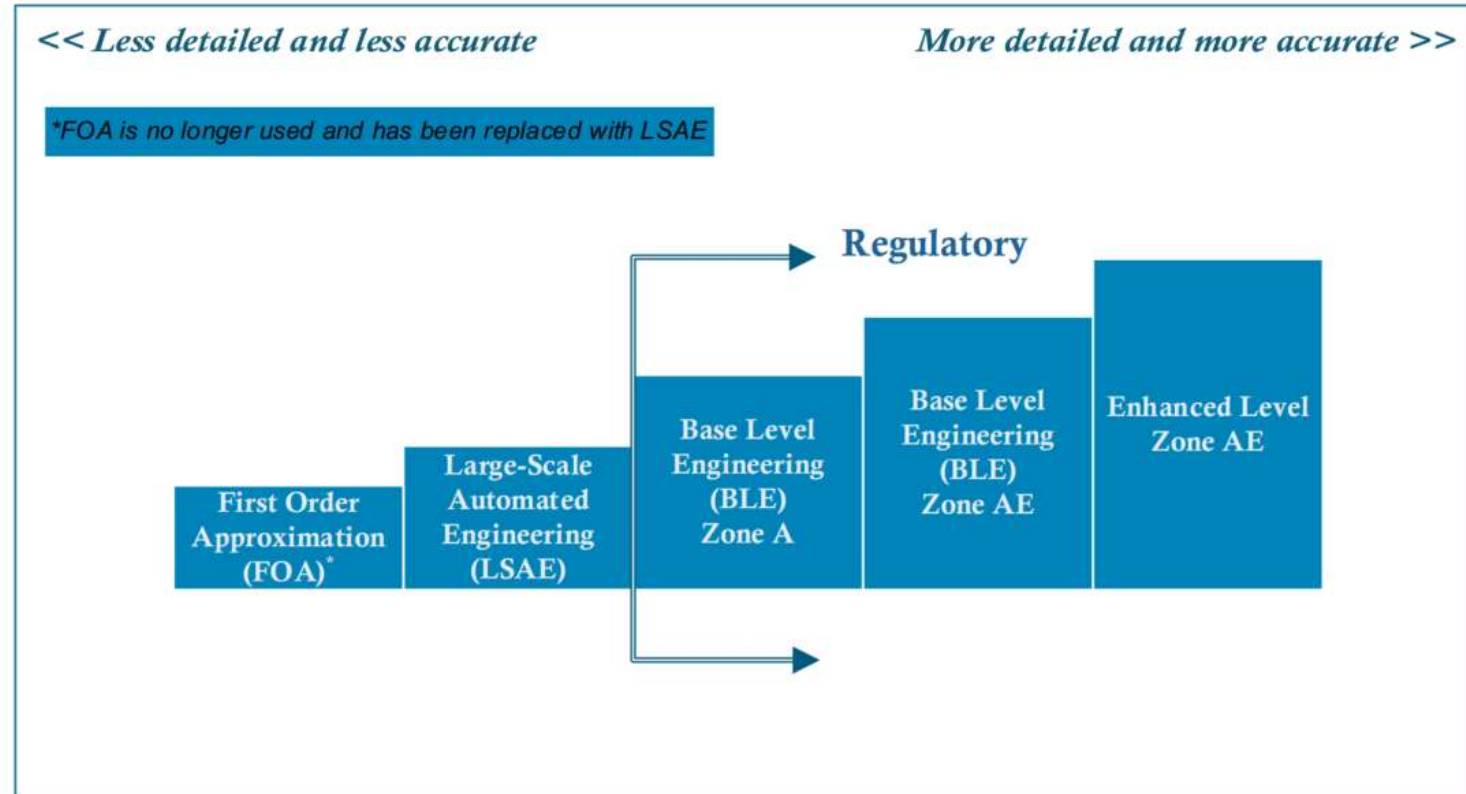 << Less detailed and less accurate
More detailed and more accurate >>
*FOA is no longer used and has been replaced with LSAE
Regulatory
First Order
Approximation
(FOA)*
Large-Scale
Automated
Engineering
(LSAE)
Base Level
Engineering
(BLE)
Zone A
Base Level
Engineering
(BLE)
Zone AE
Enhanced Level
Zone AE